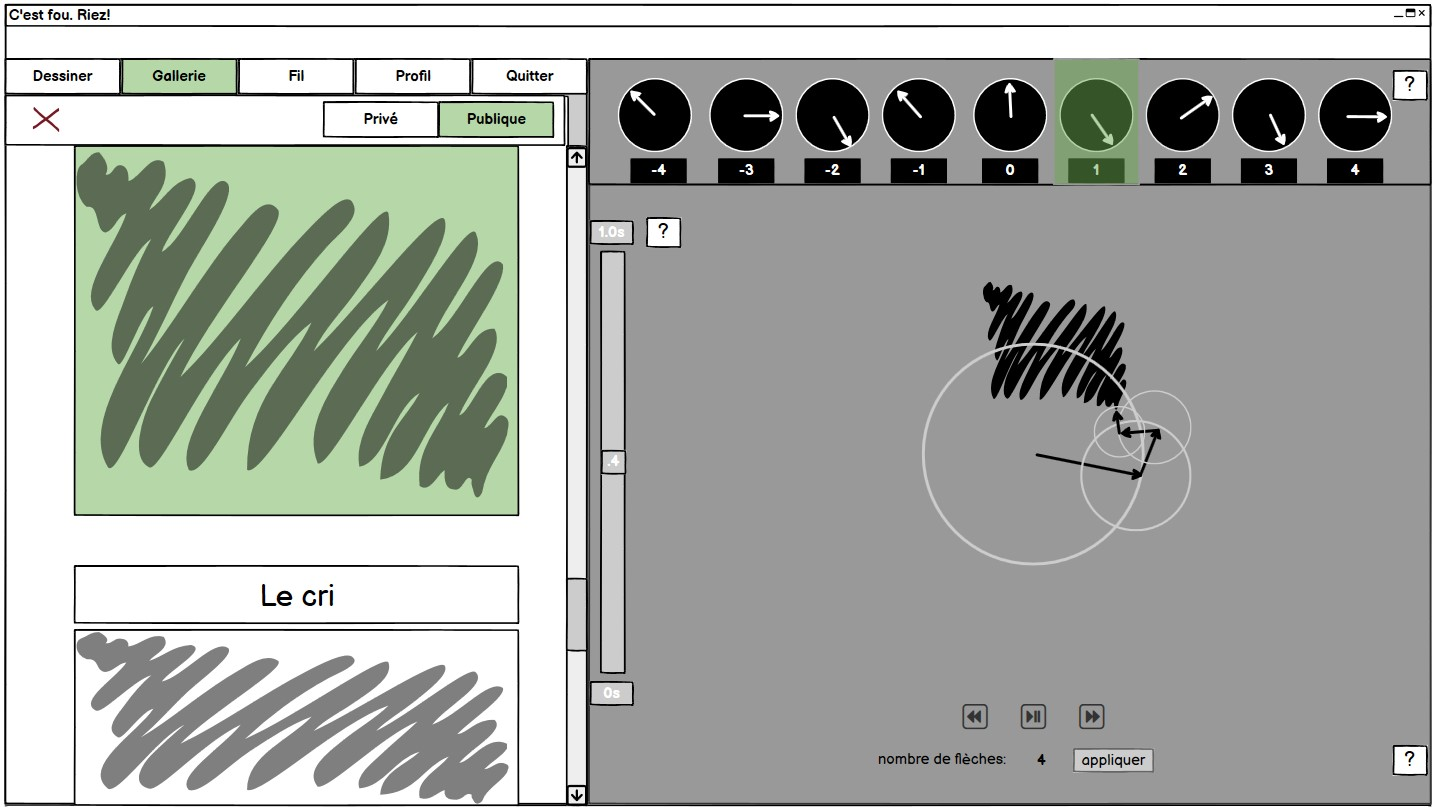 C'est fou. Riez!
Dessiner Gallerie Fil Profil Quitter
Privé Publique
-4 -3 -2 -1 0 1 2 3 4
?
1.0s ?
.4
Le cri
0s
nombre de flèches: 4 appliquer
?